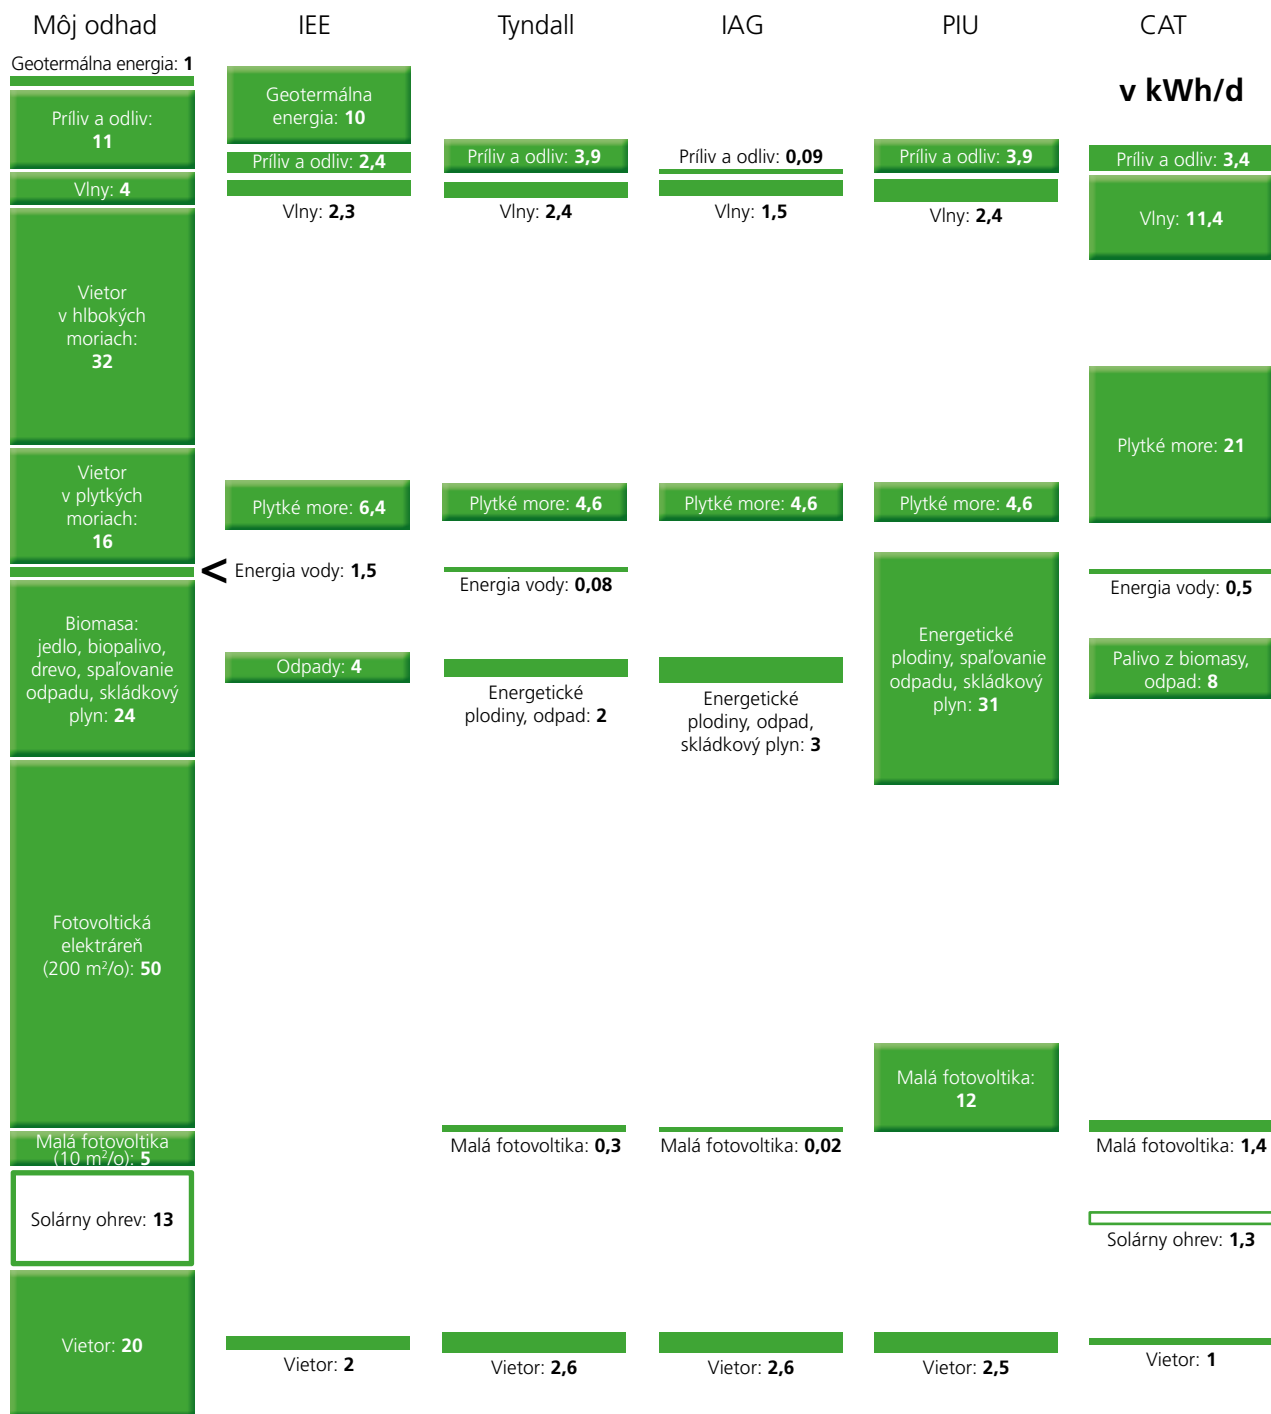 Môj odhad
IEE
Tyndall
IAG
PIU
CAT
v kWh/d
Geotermálna energia: 1
Príliv a odliv:
11
Vlny: 4
Vietor
v hlbokých
moriach:
32
Vietor
v plytkých
moriach:
16
Biomasa:
jedlo, biopalivo,
drevo, spaľovanie
odpadu, skládkový
plyn: 24
Fotovoltická
elektráreň
(200 m²/o): 50
Malá fotovoltika
(10 m²/o): 5
Solárny ohrev: 13
Vietor: 20
Geotermálna
energia: 10
Príliv a odliv: 2,4
Vlny: 2,3
Plytké more: 6,4
< Energia vody: 1,5
Odpady: 4
Vietor: 2
Príliv a odliv: 3,9
Vlny: 2,4
Plytké more: 4,6
Energia vody: 0,08
Energetické
plodiny, odpad: 2
Malá fotovoltika: 0,3
Vietor: 2,6
Príliv a odliv: 0,09
Vlny: 1,5
Plytké more: 4,6
Energetické
plodiny, odpad,
skládkový plyn: 3
Malá fotovoltika: 0,02
Vietor: 2,6
Príliv a odliv: 3,9
Vlny: 2,4
Plytké more: 4,6
Energetické
plodiny, spaľovanie
odpadu, skládkový
plyn: 31
Malá fotovoltika:
12
Vietor: 2,5
Príliv a odliv: 3,4
Vlny: 11,4
Plytké more: 21
Energia vody: 0,5
Palivo z biomasy,
odpad: 8
Malá fotovoltika: 1,4
Solárny ohrev: 1,3
Vietor: 1